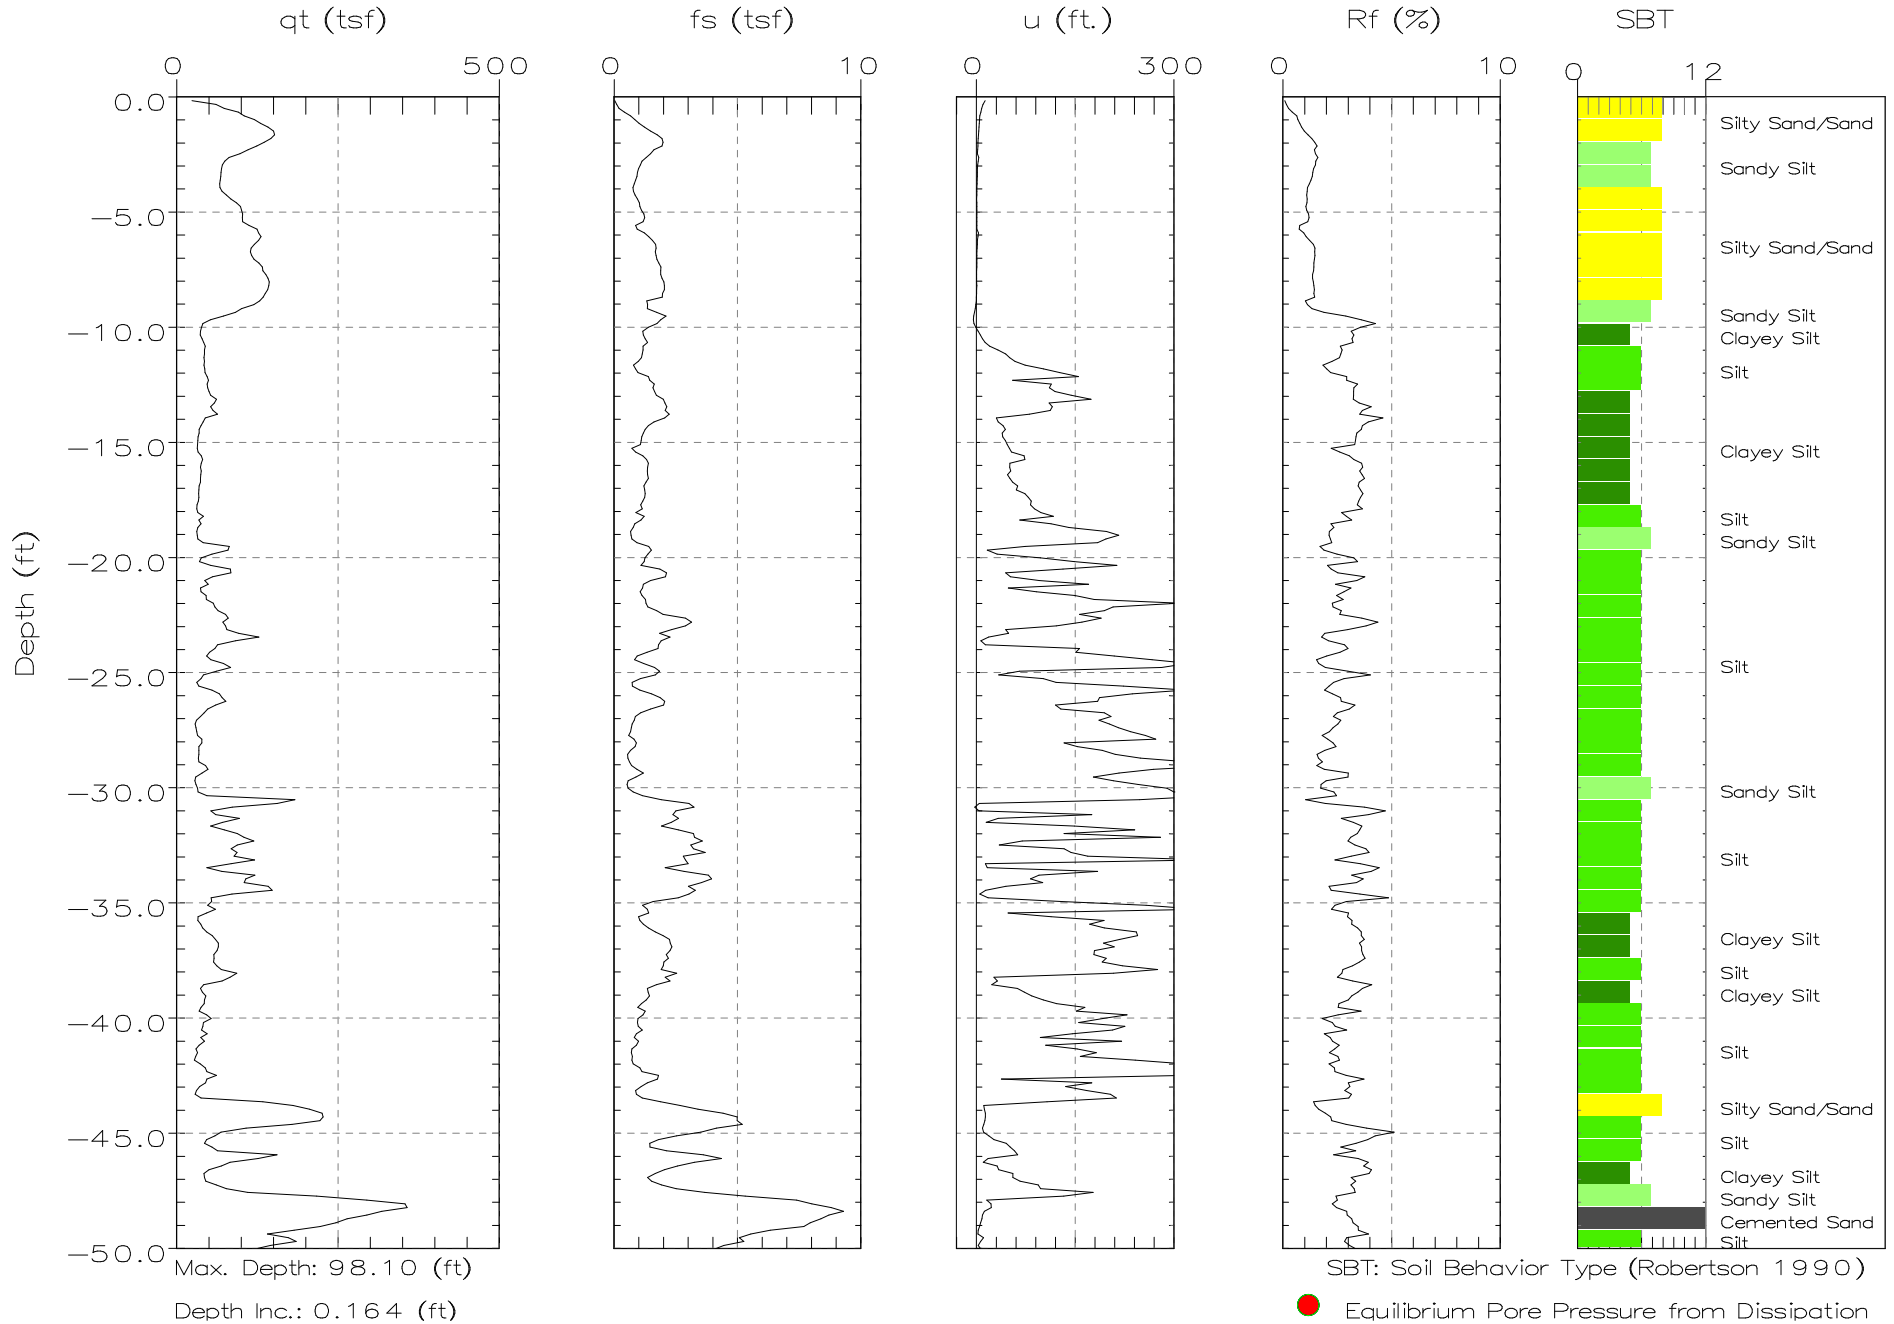 qt (tsf) fs (tsf) u (ft.) Rf (%) SBT
0 500 0 10 0 300 0 10 0 12
Depth (ft)
0.0
-5.0
-10.0
-15.0
-20.0
-25.0
-30.0
-35.0
-40.0
-45.0
-50.0
Silty Sand/Sand
Sandy Silt
Silty Sand/Sand
Sandy Silt
Clayey Silt
Silt
Clayey Silt
Silt
Sandy Silt
Silt
Sandy Silt
Silt
Clayey Silt
Silt
Clayey Silt
Silt
Silty Sand/Sand
Silt
Clayey Silt
Sandy Silt
Cemented Sand
Silt
Max. Depth: 98.10 (ft)
Depth Inc.: 0.164 (ft)
SBT: Soil Behavior Type (Robertson 1990)
Equilibrium Pore Pressure from Dissipation